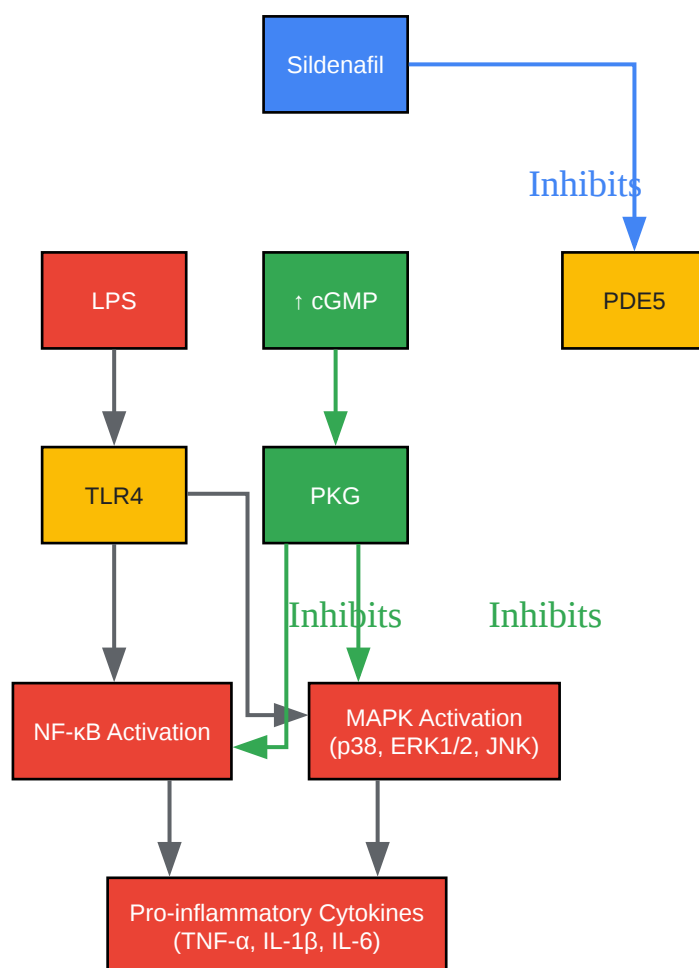 Sildenafil
Inhibits
LPS
↑ cGMP
PDE5
TLR4
PKG
Inhibits
Inhibits
NF-κB Activation
MAPK Activation
(p38, ERK1/2, JNK)
Pro-inflammatory Cytokines
(TNF-α, IL-1β, IL-6)